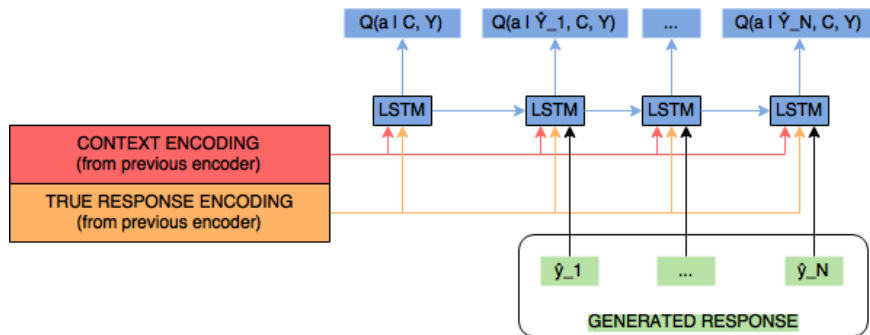 Q(a | C, Y)
Q(a | Ŷ_1, C, Y)
...
Q(a | Ŷ_N, C, Y)
LSTM
LSTM
LSTM
LSTM
CONTEXT ENCODING
(from previous encoder)
TRUE RESPONSE ENCODING
(from previous encoder)
ŷ_1
...
ŷ_N
GENERATED RESPONSE